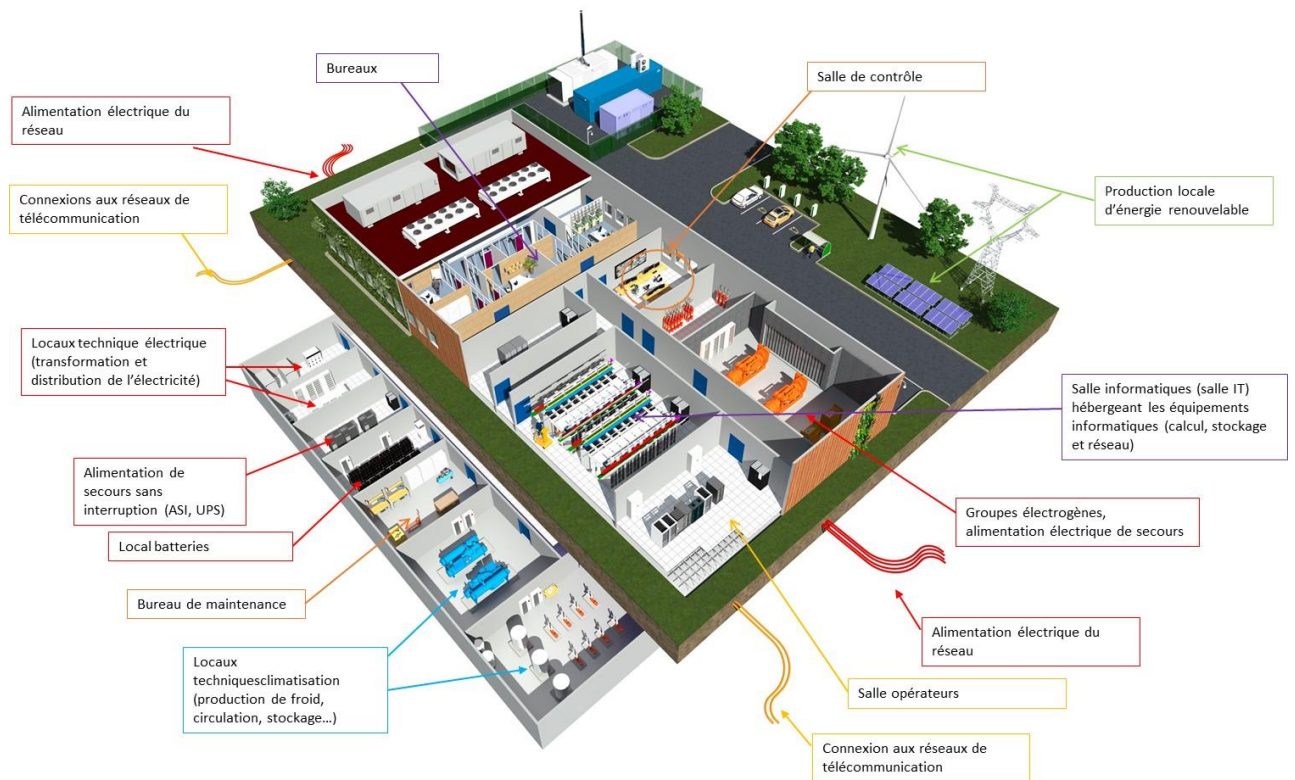 Bureaux
Salle de contrôle
Alimentation électrique du
réseau
Connexions aux réseaux de
télécommunication
Production locale
d'énergie renouvelable
Locaux technique électrique
(transformation et
distribution de l'électricité)
Salle informatiques (salle IT)
hébergeant les équipements
informatiques (calcul, stockage
et réseau)
Alimentation de
secours sans
interruption (ASI, UPS)
Groupes électrogènes,
alimentation électrique de secours
Local batteries
Bureau de maintenance
Alimentation électrique du
réseau
Locaux
techniquesclimatisation
(production de froid,
circulation, stockage…)
Salle opérateurs
Connexion aux réseaux de
télécommunication